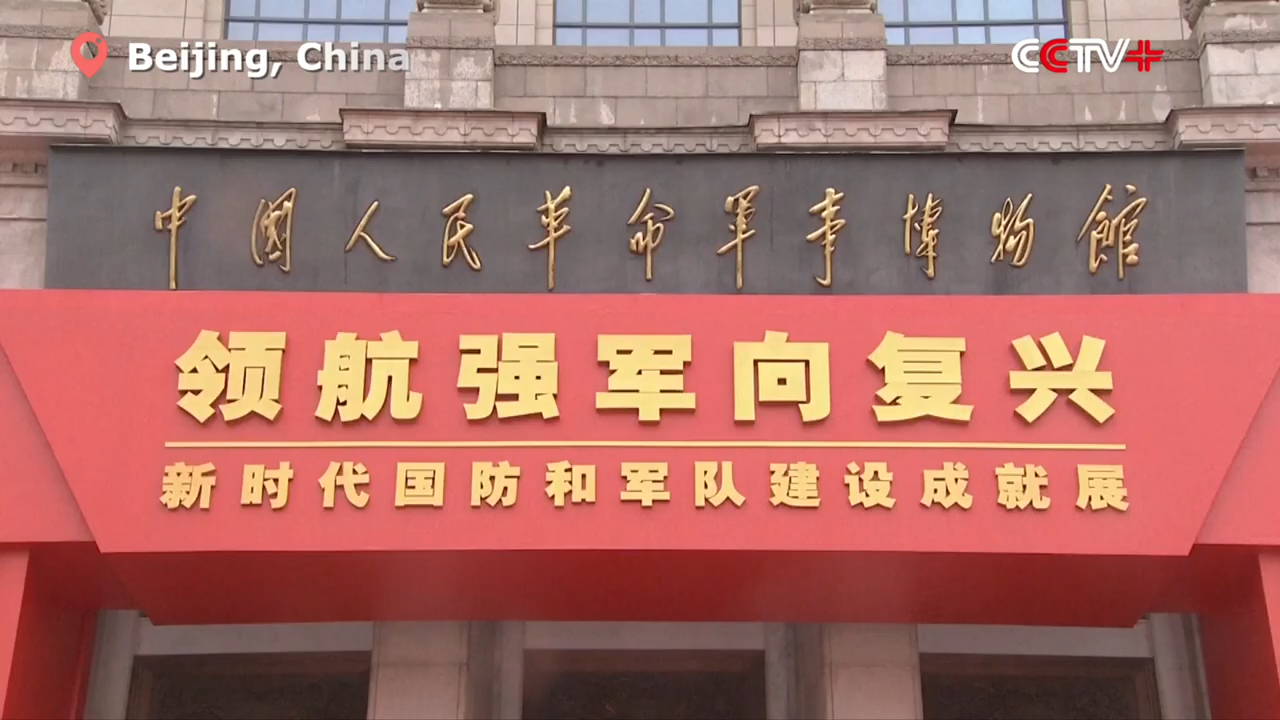 Beijing, China
CCTV+
中国人民革命軍事博物館
领航强军向复兴
新时代国防和军队建设成就展